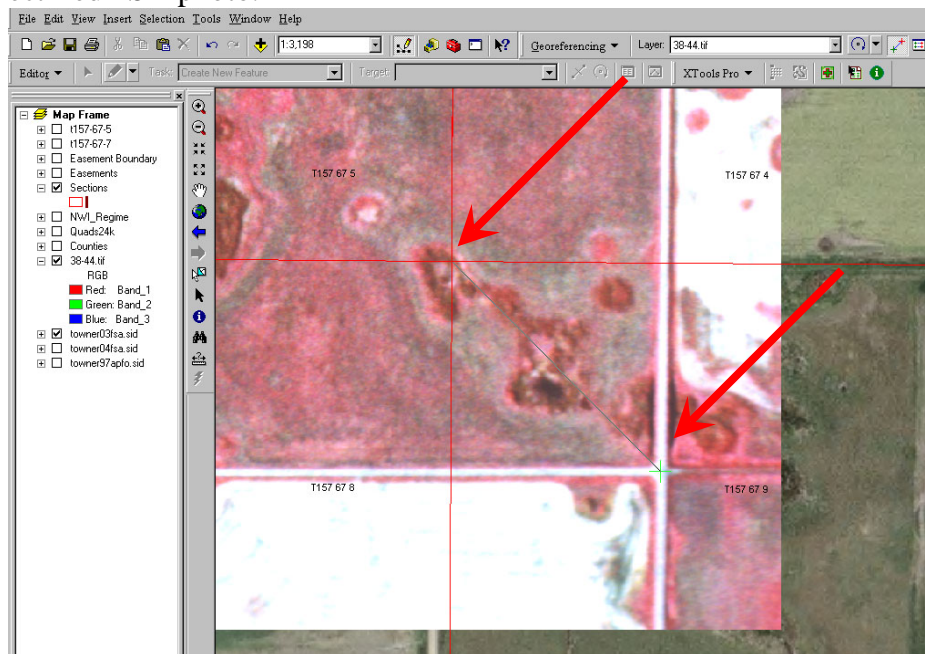 File Edit View Insert Selection Tools Window Help
1:3,198 Georeferencing Layer: 38-44.tif
Editor Task: Create New Feature Target: XTools Pro
Map Frame
t157-67-5
t157-67-7
Easement Boundary
Easements
Sections
NWI_Regime
Quads24k
Counties
38-44.tif
RGB
Red: Band_1
Green: Band_2
Blue: Band_3
towner03fsa.sid
towner04fsa.sid
towner97apfo.sid
T157 67 5
T157 67 4
T157 67 8
T157 67 9